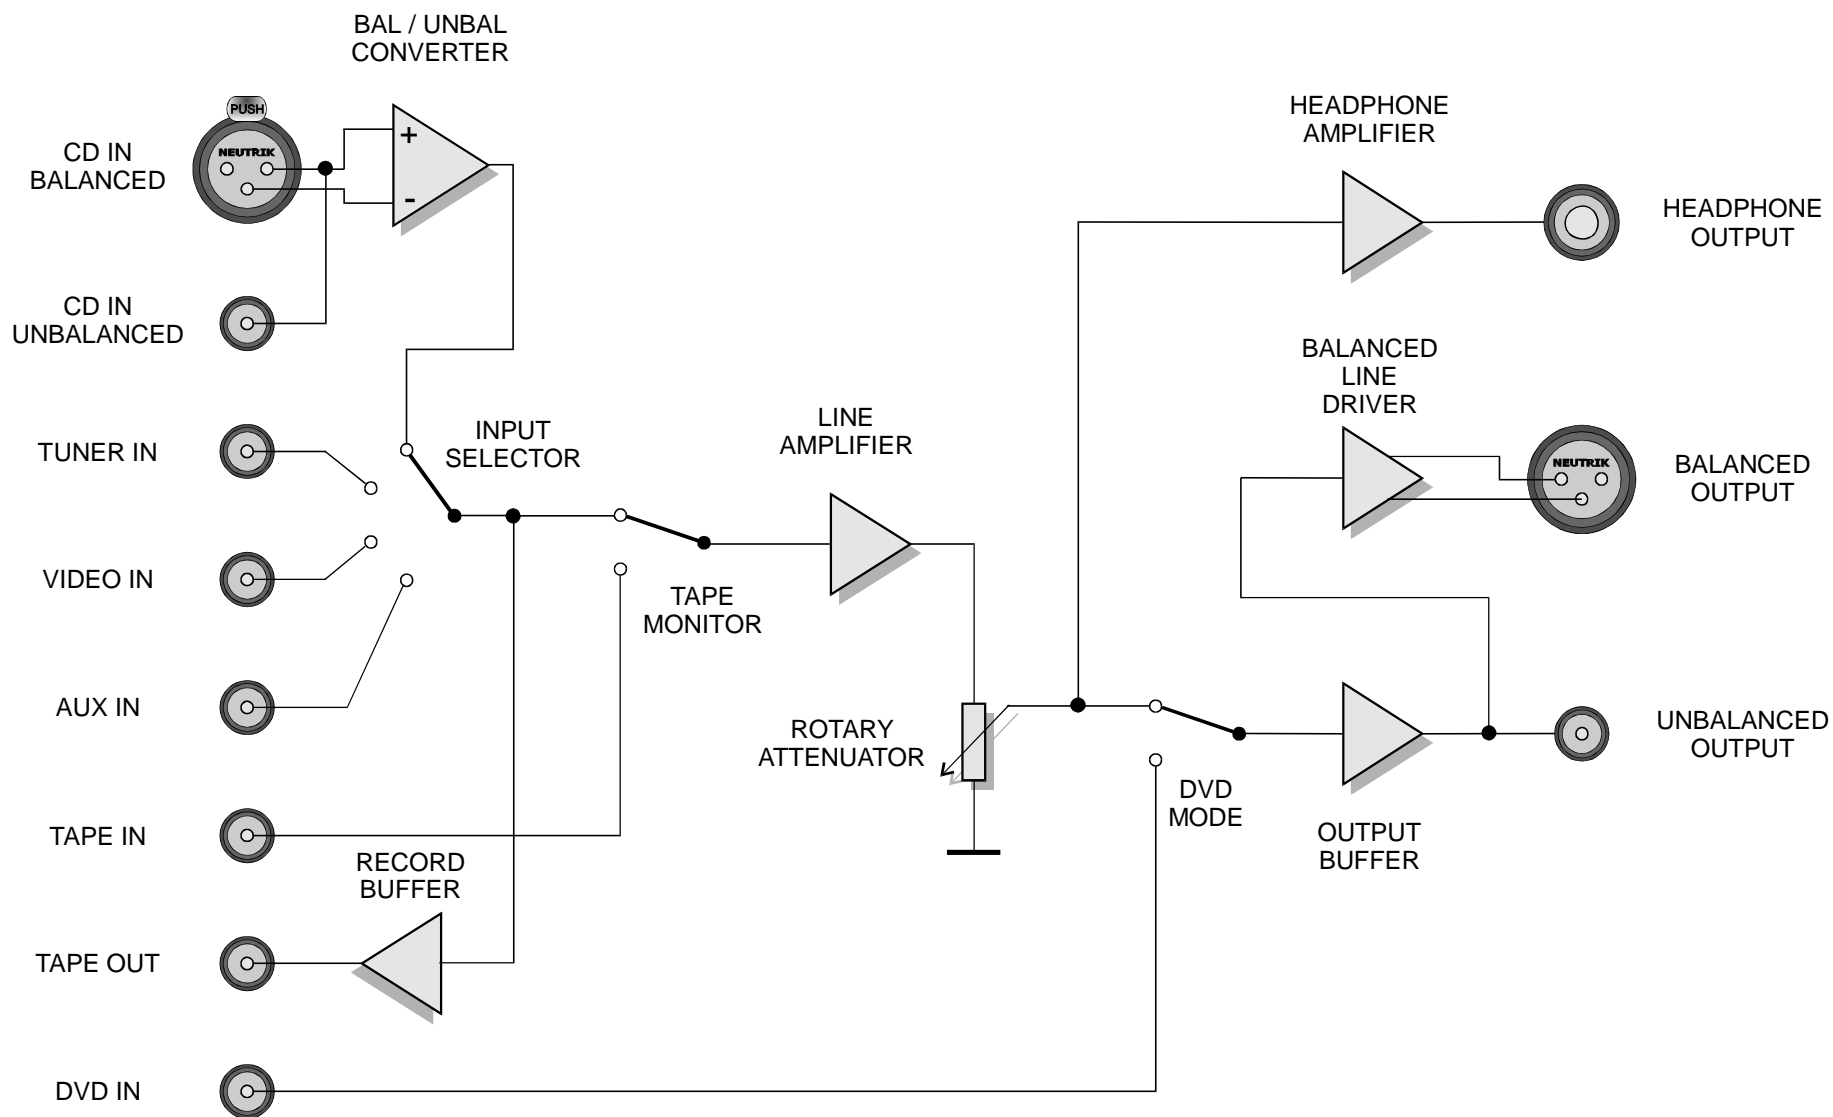 BAL / UNBAL
CONVERTER
PUSH
NEUTRIK
+
-
CD IN
BALANCED
CD IN
UNBALANCED
TUNER IN
VIDEO IN
AUX IN
TAPE IN
TAPE OUT
DVD IN
INPUT
SELECTOR
RECORD
BUFFER
TAPE
MONITOR
LINE
AMPLIFIER
ROTARY
ATTENUATOR
DVD
MODE
HEADPHONE
AMPLIFIER
HEADPHONE
OUTPUT
BALANCED
LINE
DRIVER
NEUTRIK
BALANCED
OUTPUT
OUTPUT
BUFFER
UNBALANCED
OUTPUT